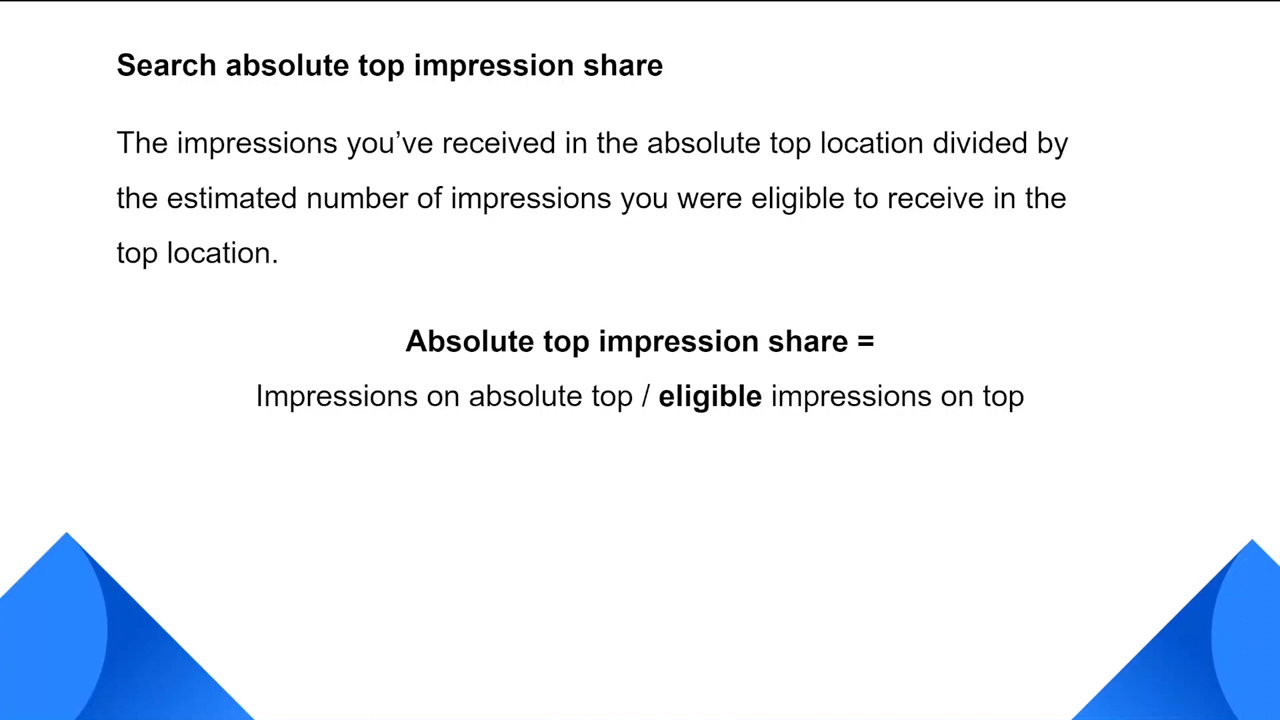 Search absolute top impression share
The impressions you’ve received in the absolute top location divided by
the estimated number of impressions you were eligible to receive in the
top location.
Absolute top impression share =
Impressions on absolute top / eligible impressions on top